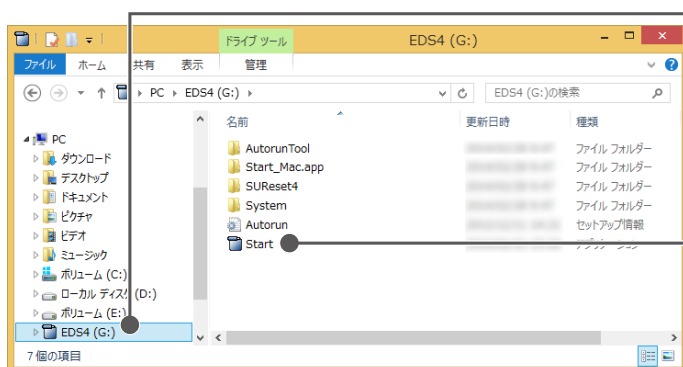 ドライブ ツール
EDS4 (G:)
ファイル
ホーム
共有
表示
管理
PC
EDS4 (G:)
EDS4 (G:)の検索
名前
更新日時
種類
AutorunTool
ファイル フォルダー
Start_Mac.app
ファイル フォルダー
SUReset4
ファイル フォルダー
System
ファイル フォルダー
Autorun
セットアップ情報
Start
PC
ダウンロード
デスクトップ
ドキュメント
ピクチャ
ビデオ
ミュージック
ボリューム (C:)
ローカル ディスク (D:)
ボリューム (E:)
EDS4 (G:)
7 個の項目